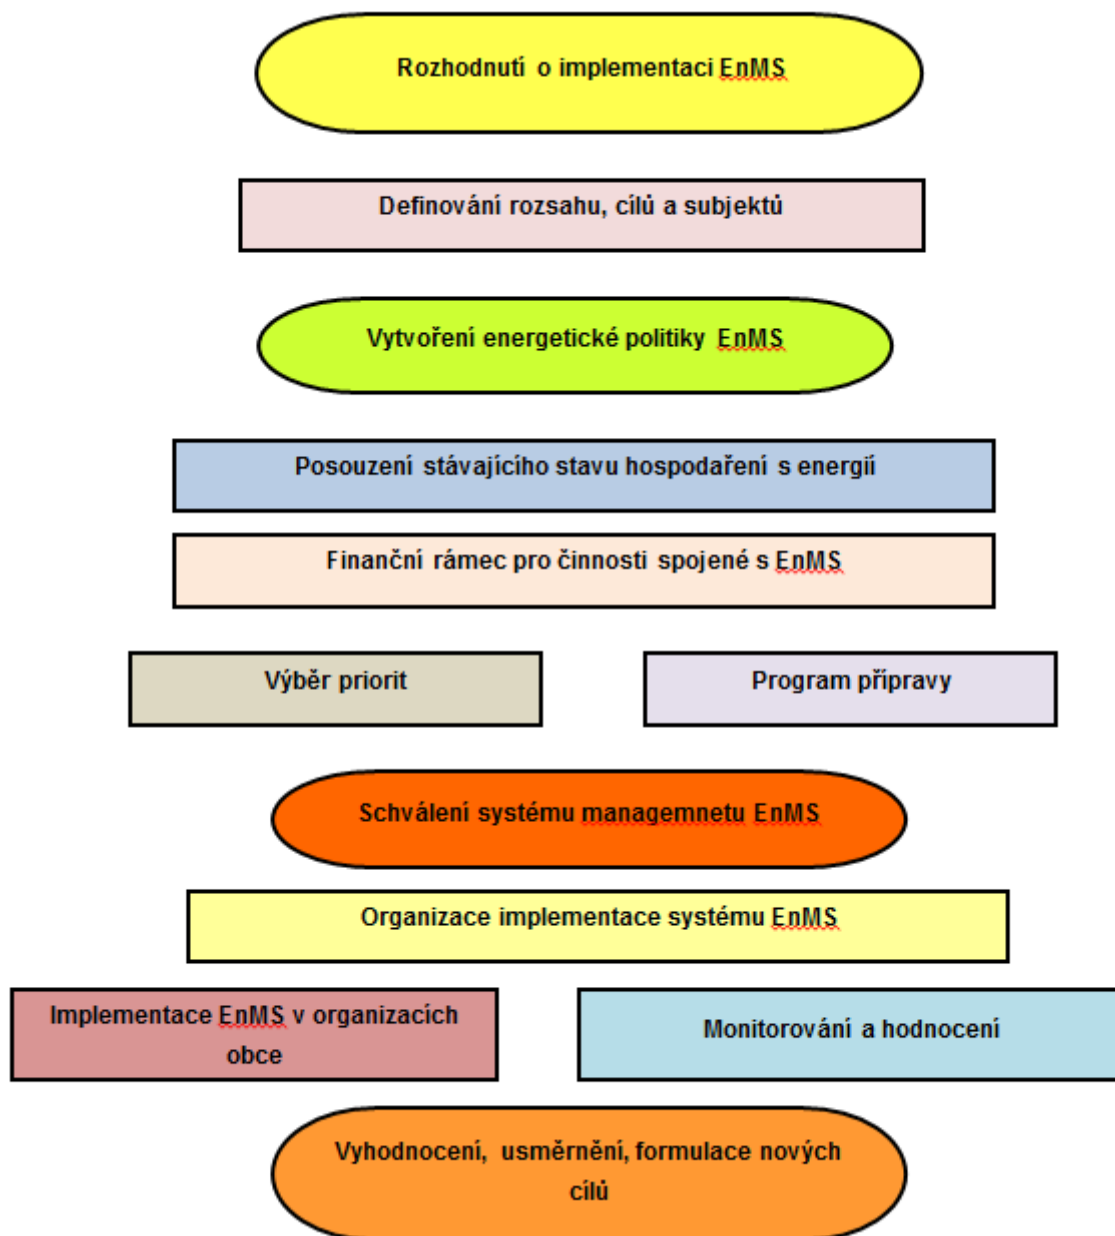 Rozhodnutí o implementaci EnMS
Definování rozsahu, cílů a subjektů
Vytvoření energetické politiky EnMS
Posouzení stávajícího stavu hospodaření s energií
Finanční rámec pro činnosti spojené s EnMS
Výběr priorit
Program přípravy
Schválení systému managemnetu EnMS
Organizace implementace systému EnMS
Implementace EnMS v organizacích
obce
Monitorování a hodnocení
Vyhodnocení, usměrnění, formulace nových
cílů